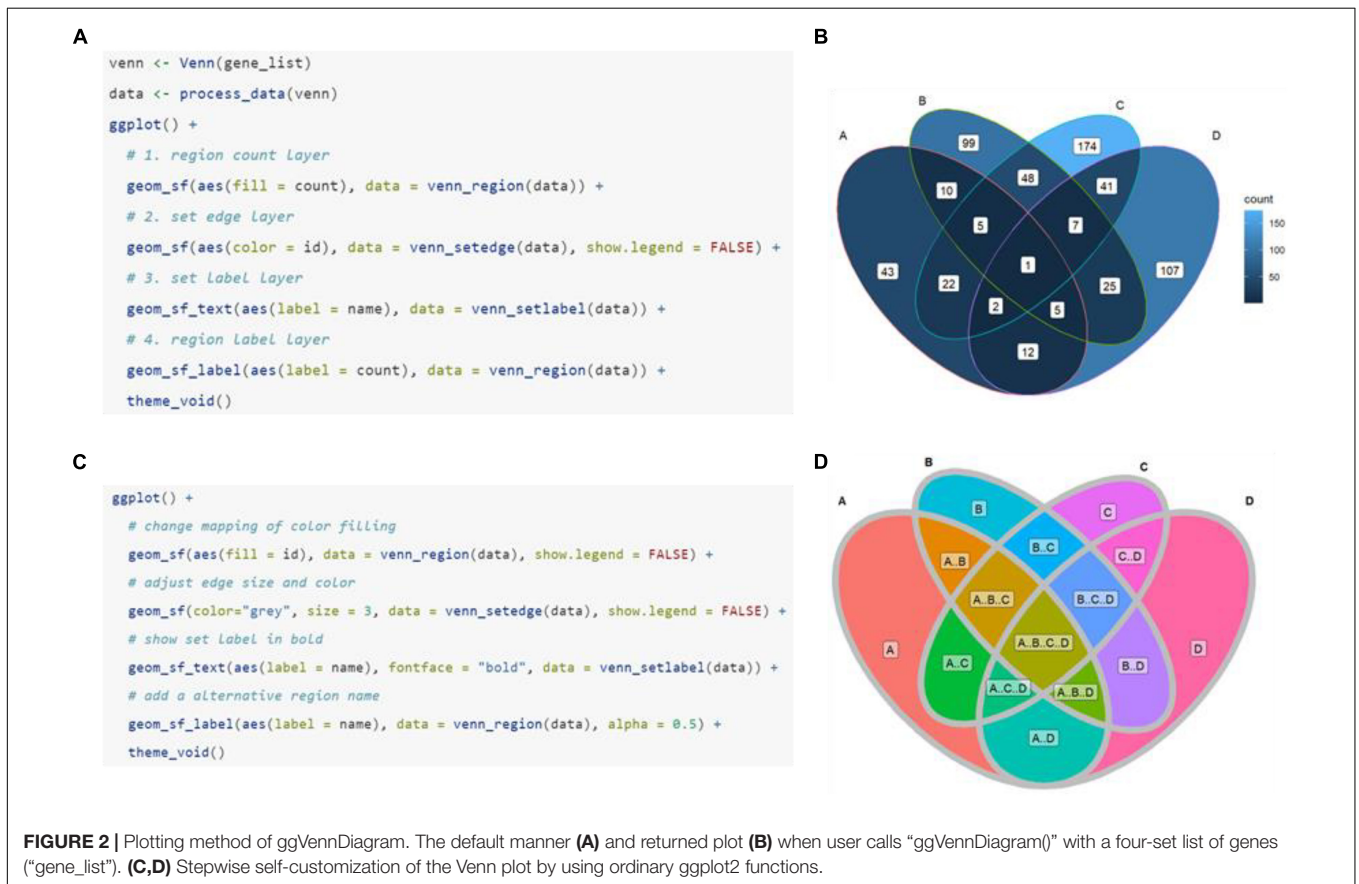 A
venn <- Venn(gene_list)
data <- process_data(venn)
ggplot() +
# 1. region count layer
geom_sf(aes(fill = count), data = venn_region(data)) +
# 2. set edge layer
geom_sf(aes(color = id), data = venn_setedge(data), show.legend = FALSE) +
# 3. set label layer
geom_sf_text(aes(label = name), data = venn_setlabel(data)) +
# 4. region label layer
geom_sf_label(aes(label = count), data = venn_region(data)) +
theme_void()
B
B
C
A
D
99
174
48
41
10
5
7
43
1
107
22
25
2
5
12
count
150
100
50
C
ggplot() +
# change mapping of color filling
geom_sf(aes(fill = id), data = venn_region(data), show.legend = FALSE) +
# adjust edge size and color
geom_sf(color="grey", size = 3, data = venn_setedge(data), show.legend = FALSE) +
# show set label in bold
geom_sf_text(aes(label = name), fontface = "bold", data = venn_setlabel(data)) +
# add a alternative region name
geom_sf_label(aes(label = name), data = venn_region(data), alpha = 0.5) +
theme_void()
D
B
C
A
D
B
C
B..C
C..D
A..B
A..B..C
B..C..D
A
A..B..C..D
D
A..C
B..D
A..C..D
A..B..D
A..D
FIGURE 2 | Plotting method of ggVennDiagram. The default manner (A) and returned plot (B) when user calls “ggVennDiagram()” with a four-set list of genes
(“gene_list”). (C,D) Stepwise self-customization of the Venn plot by using ordinary ggplot2 functions.